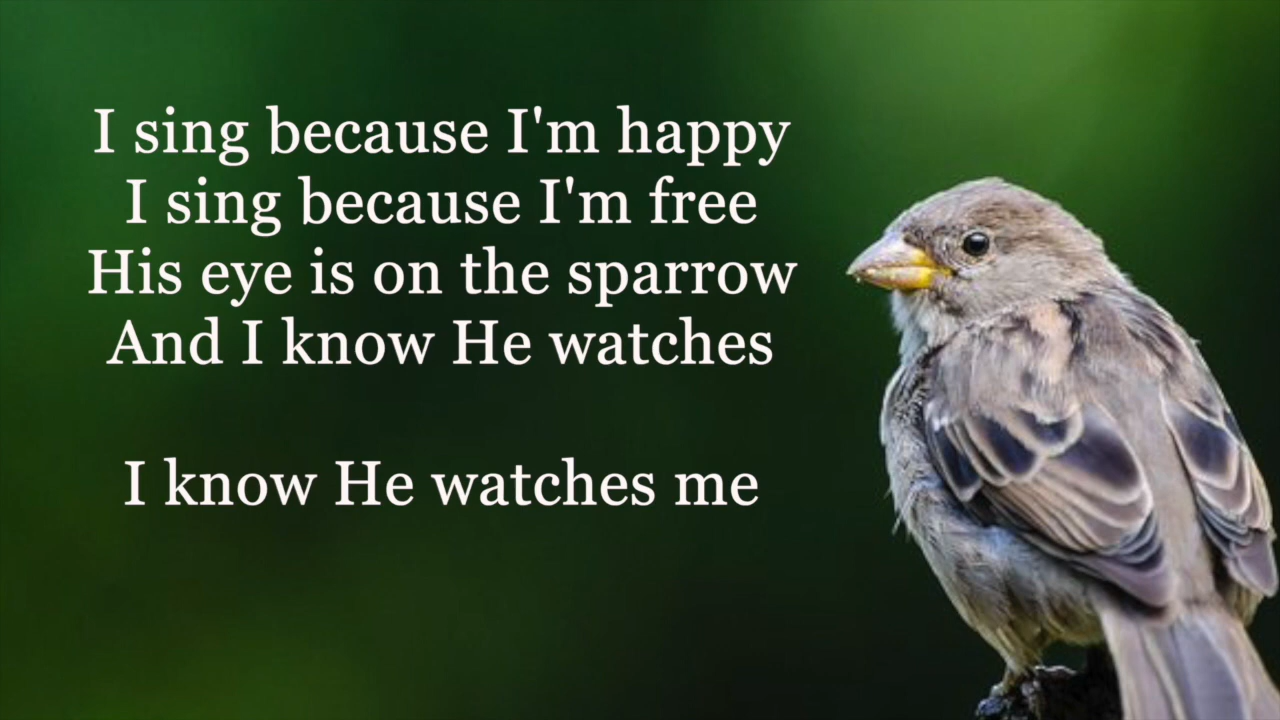 I sing because I'm happy
I sing because I'm free
His eye is on the sparrow
And I know He watches
I know He watches me